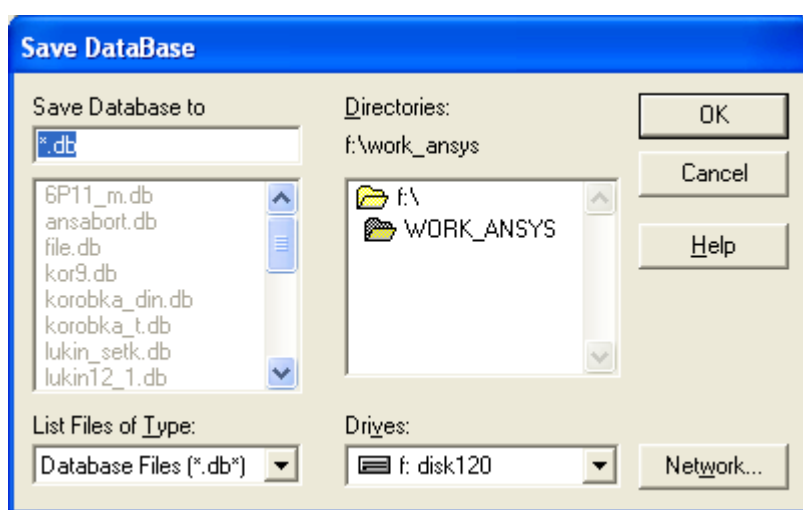 Save DataBase
Save Database to
*.db
6P11_m.db
ansabort.db
file.db
kor9.db
korobka_din.db
korobka_t.db
lukin_setk.db
lukin12_1.db
List Files of Type:
Database Files (*.db*)
Directories:
f:\work_ansys
f:\
WORK_ANSYS
Drives:
f: disk120
OK
Cancel
Help
Network...